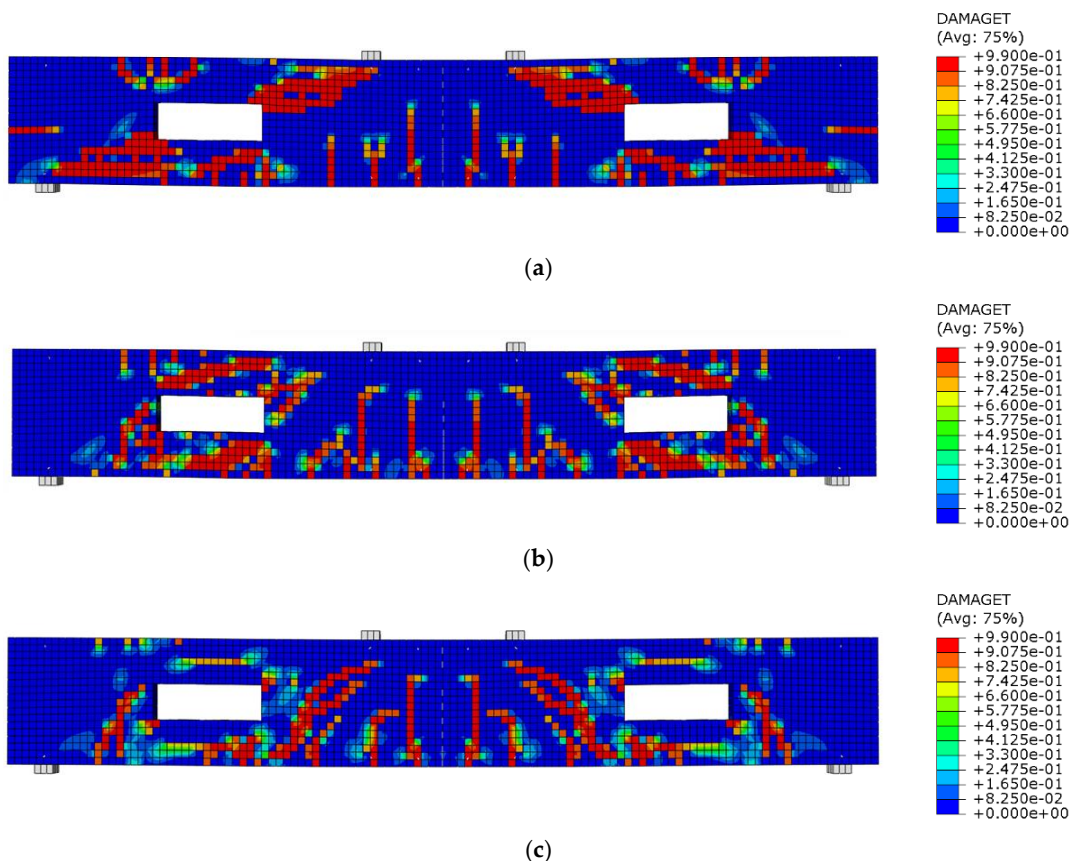 DAMAGET
(Avg: 75%)
+9.900e-01
+9.075e-01
+8.250e-01
+7.425e-01
+6.600e-01
+5.775e-01
+4.950e-01
+4.125e-01
+3.300e-01
+2.475e-01
+1.650e-01
+8.250e-02
+0.000e+00
(a)
DAMAGET
(Avg: 75%)
+9.900e-01
+9.075e-01
+8.250e-01
+7.425e-01
+6.600e-01
+5.775e-01
+4.950e-01
+4.125e-01
+3.300e-01
+2.475e-01
+1.650e-01
+8.250e-02
+0.000e+00
(b)
DAMAGET
(Avg: 75%)
+9.900e-01
+9.075e-01
+8.250e-01
+7.425e-01
+6.600e-01
+5.775e-01
+4.950e-01
+4.125e-01
+3.300e-01
+2.475e-01
+1.650e-01
+8.250e-02
+0.000e+00
(c)